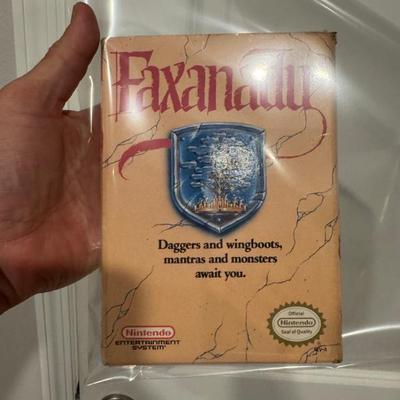 Faxanadu
Daggers and wingboots,
mantras and monsters
await you.
Nintendo
ENTERTAINMENT
SYSTEM
Official
Nintendo
Seal of Quality